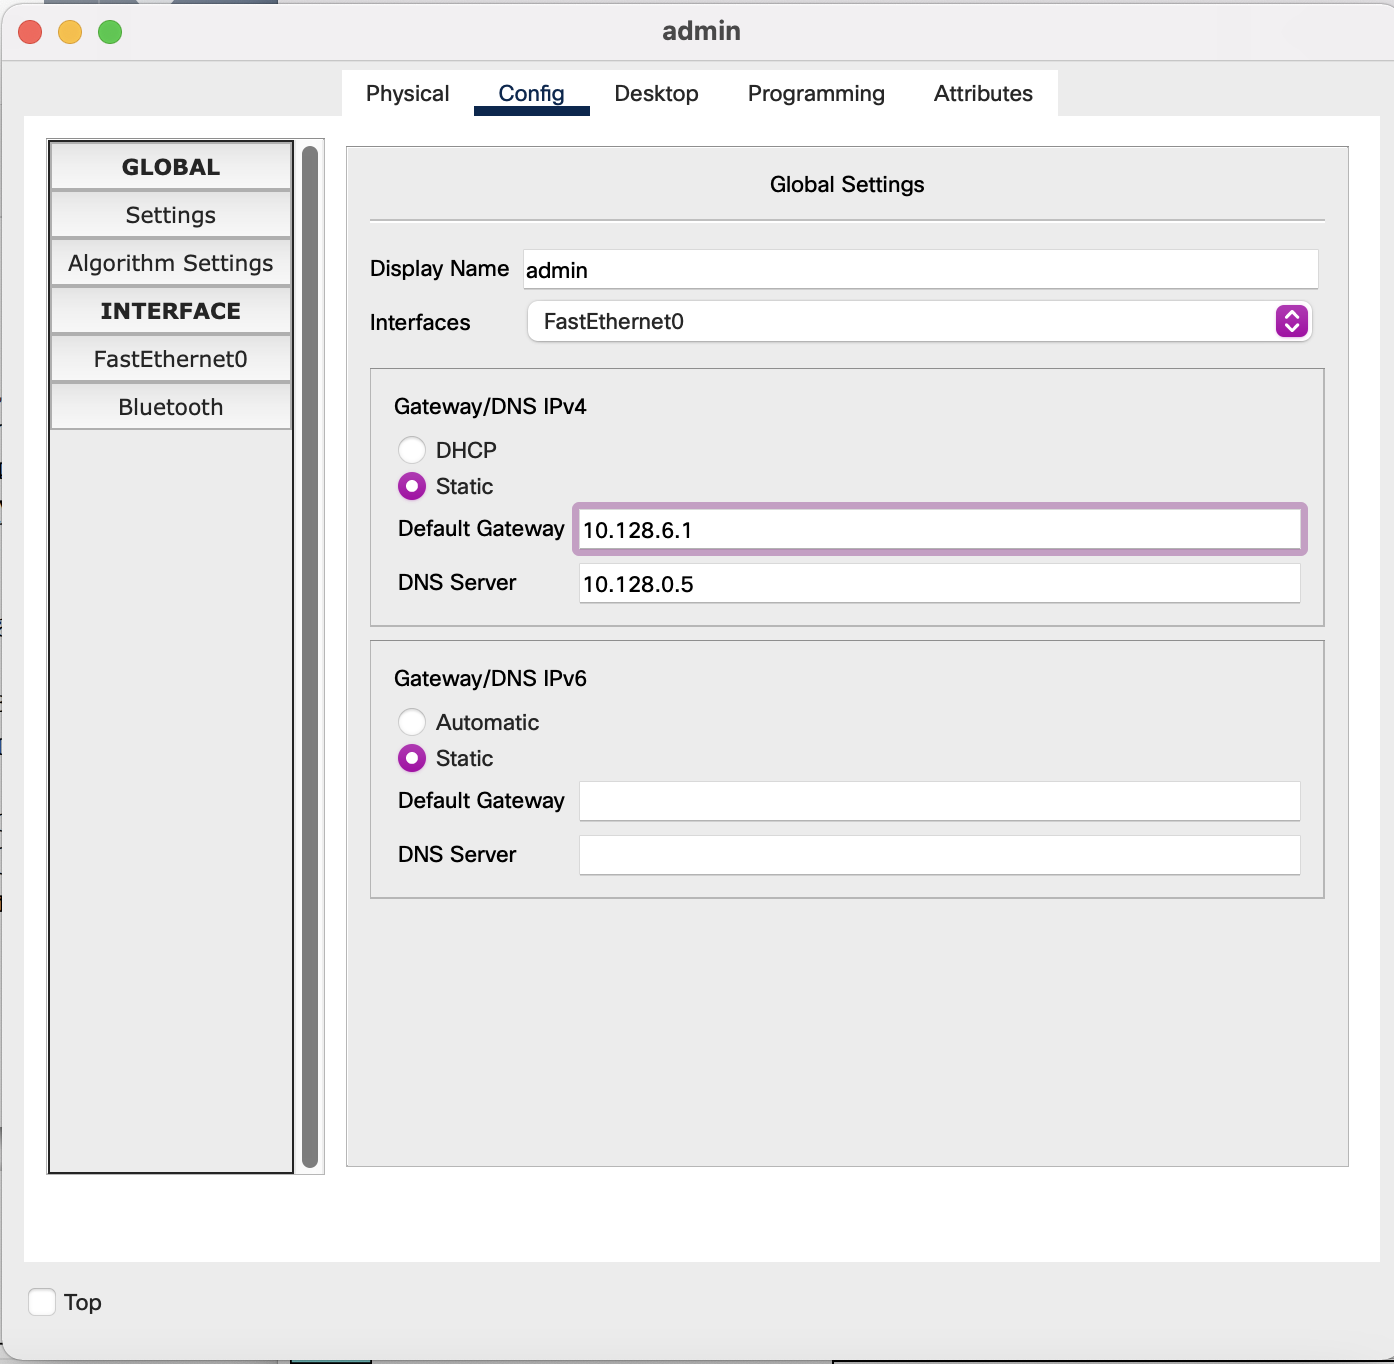 admin
Physical Config Desktop Programming Attributes
GLOBAL
Settings
Algorithm Settings
INTERFACE
FastEthernet0
Bluetooth
Global Settings
Display Name admin
Interfaces FastEthernet0
Gateway/DNS IPv4
DHCP
Static
Default Gateway 10.128.6.1
DNS Server 10.128.0.5
Gateway/DNS IPv6
Automatic
Static
Default Gateway
DNS Server
Top